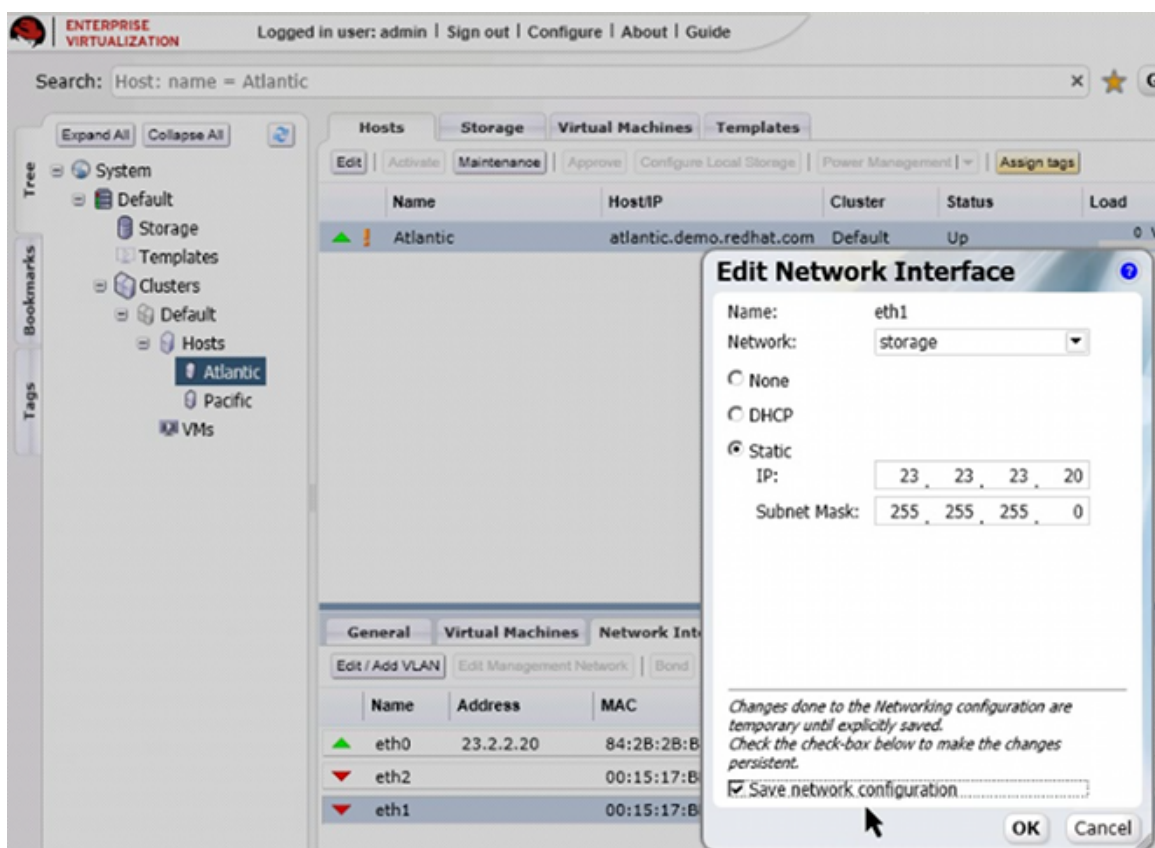 ENTERPRISE
VIRTUALIZATION
Logged in user: admin | Sign out | Configure | About | Guide
Search: Host: name = Atlantic x
Expand All Collapse All
Tree
Bookmarks
Tags
System
Default
Storage
Templates
Clusters
Default
Hosts
Atlantic
Pacific
VMs
Hosts Storage Virtual Machines Templates
Edit Activate Maintenance Approve Configure Local Storage Power Management Assign tags
Name Host/IP Cluster Status Load
Atlantic atlantic.demo.redhat.com Default Up 0
Edit Network Interface ?
Name: eth1
Network: storage
None
DHCP
Static
IP: 23 . 23 . 23 . 20
Subnet Mask: 255 . 255 . 255 . 0
Changes done to the Networking configuration are
temporary until explicitly saved.
Check the check-box below to make the changes
persistent.
Save network configuration
OK Cancel
General Virtual Machines Network Int
Edit / Add VLAN Edit Management Network Bond
Name Address MAC
eth0 23.2.2.20 84:2B:2B:B
eth2 00:15:17:B
eth1 00:15:17:B